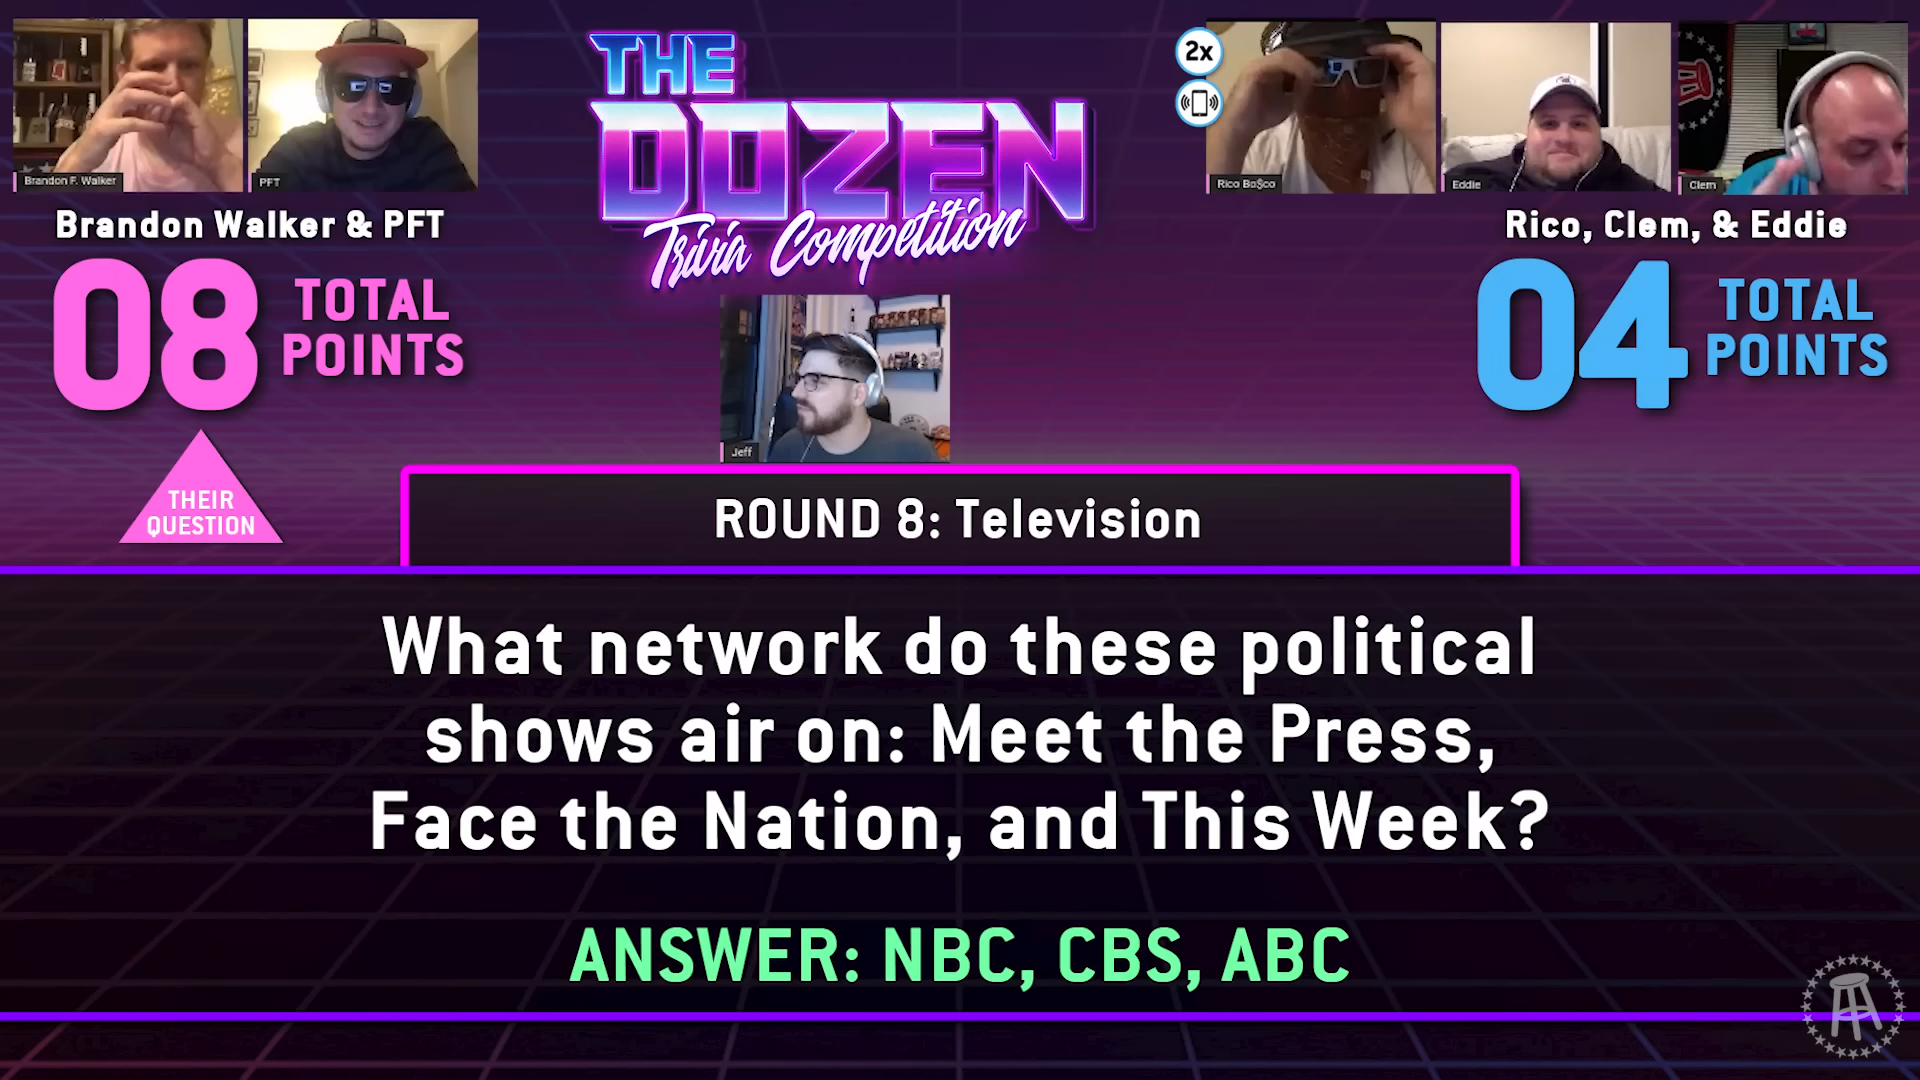 THE
DOZEN
Trivia Competition
2x
Brandon F. Walker
PFT
Rico Bo$co
Eddie
Clem
Brandon Walker & PFT
Rico, Clem, & Eddie
08
TOTAL
POINTS
04
TOTAL
POINTS
Jeff
THEIR
QUESTION
ROUND 8: Television
What network do these political
shows air on: Meet the Press,
Face the Nation, and This Week?
ANSWER: NBC, CBS, ABC